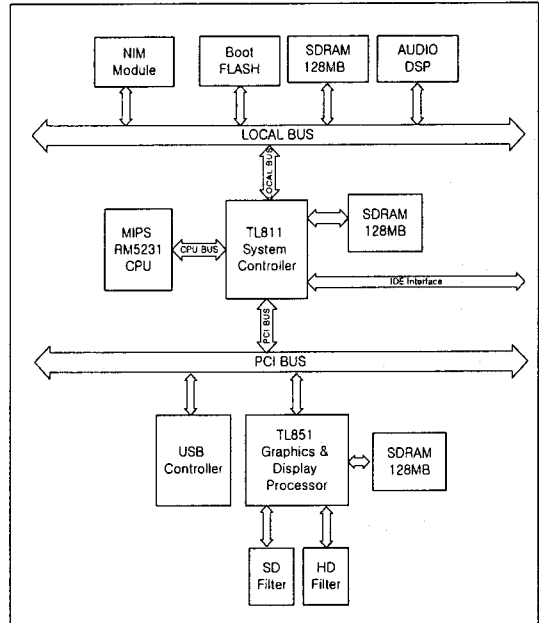 NIM
Module
Boot
FLASH
SDRAM
128MB
AUDIO
DSP
LOCAL BUS
LOCAL BUS
MIPS
RM5231
CPU
CPU BUS
TL811
System
Controller
SDRAM
128MB
IDE Interface
PCI BUS
PCI BUS
USB
Controller
TL851
Graphics &
Display
Processor
SDRAM
128MB
SD
Filter
HD
Filter